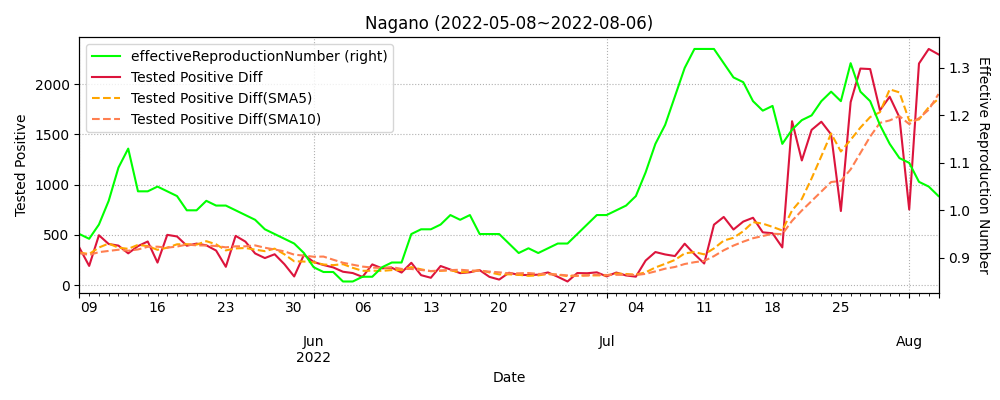 Nagano (2022-05-08~2022-08-06)
effectiveReproductionNumber (right)
Tested Positive Diff
Tested Positive Diff(SMA5)
Tested Positive Diff(SMA10)
Tested Positive
2000
1500
1000
500
0
Effective Reproduction Number
1.3
1.2
1.1
1.0
0.9
09 16 23 30 06 13 20 27 04 11 18 25
Jun Jul Aug
2022
Date